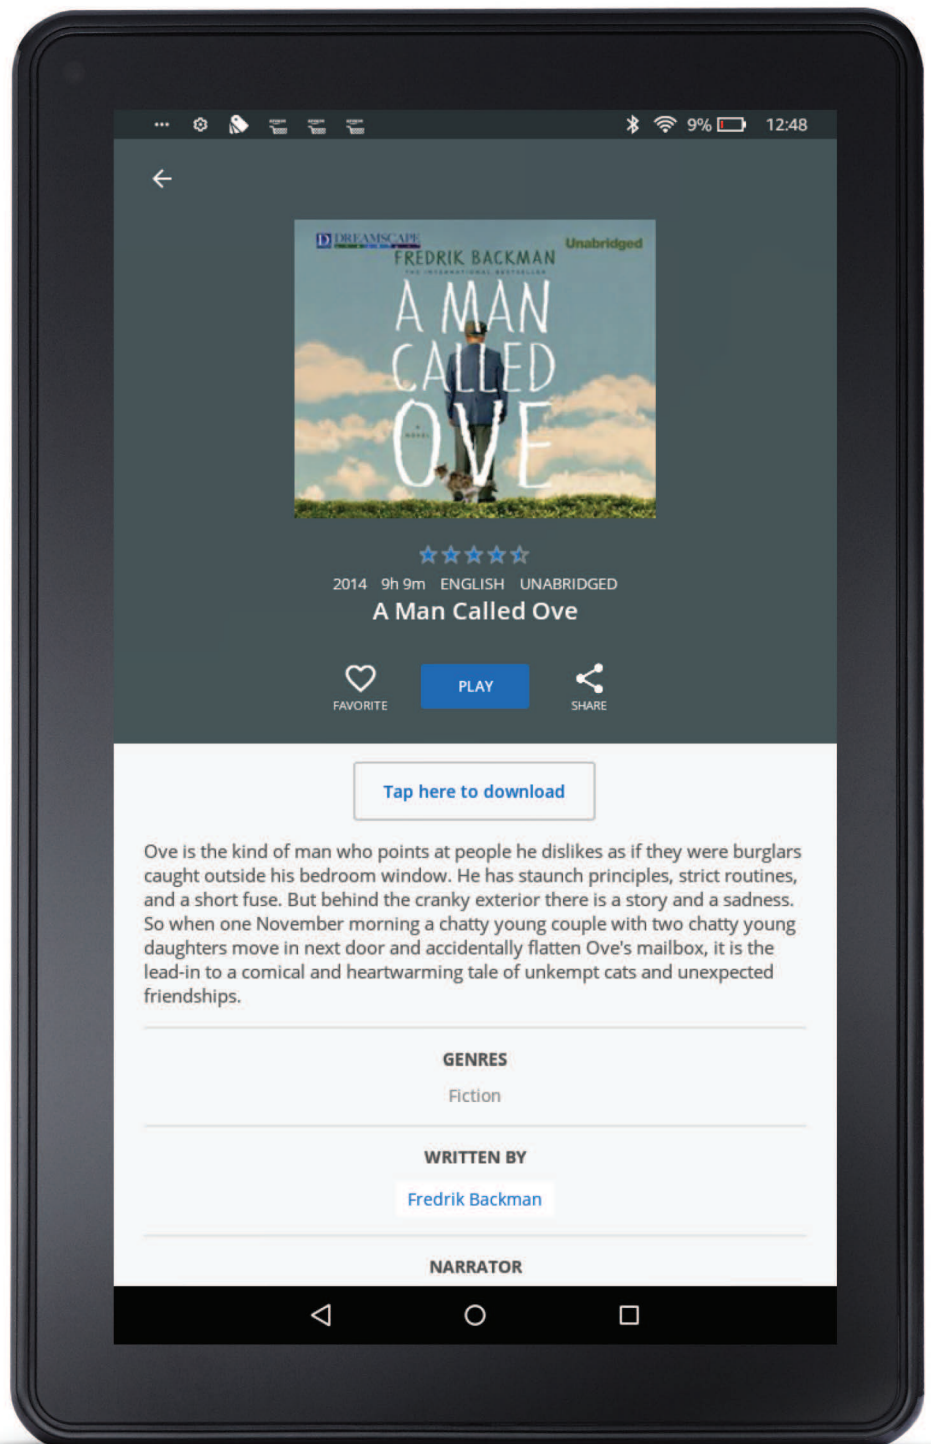 9% 12:48
DREAMSCAPE
Unabridged
FREDRIK BACKMAN
THE INTERNATIONAL BESTSELLER
A MAN
CALLED
OVE
A
NOVEL
2014 9h 9m ENGLISH UNABRIDGED
A Man Called Ove
FAVORITE
PLAY
SHARE
Tap here to download
Ove is the kind of man who points at people he dislikes as if they were burglars
caught outside his bedroom window. He has staunch principles, strict routines,
and a short fuse. But behind the cranky exterior there is a story and a sadness.
So when one November morning a chatty young couple with two chatty young
daughters move in next door and accidentally flatten Ove's mailbox, it is the
lead-in to a comical and heartwarming tale of unkempt cats and unexpected
friendships.
GENRES
Fiction
WRITTEN BY
Fredrik Backman
NARRATOR